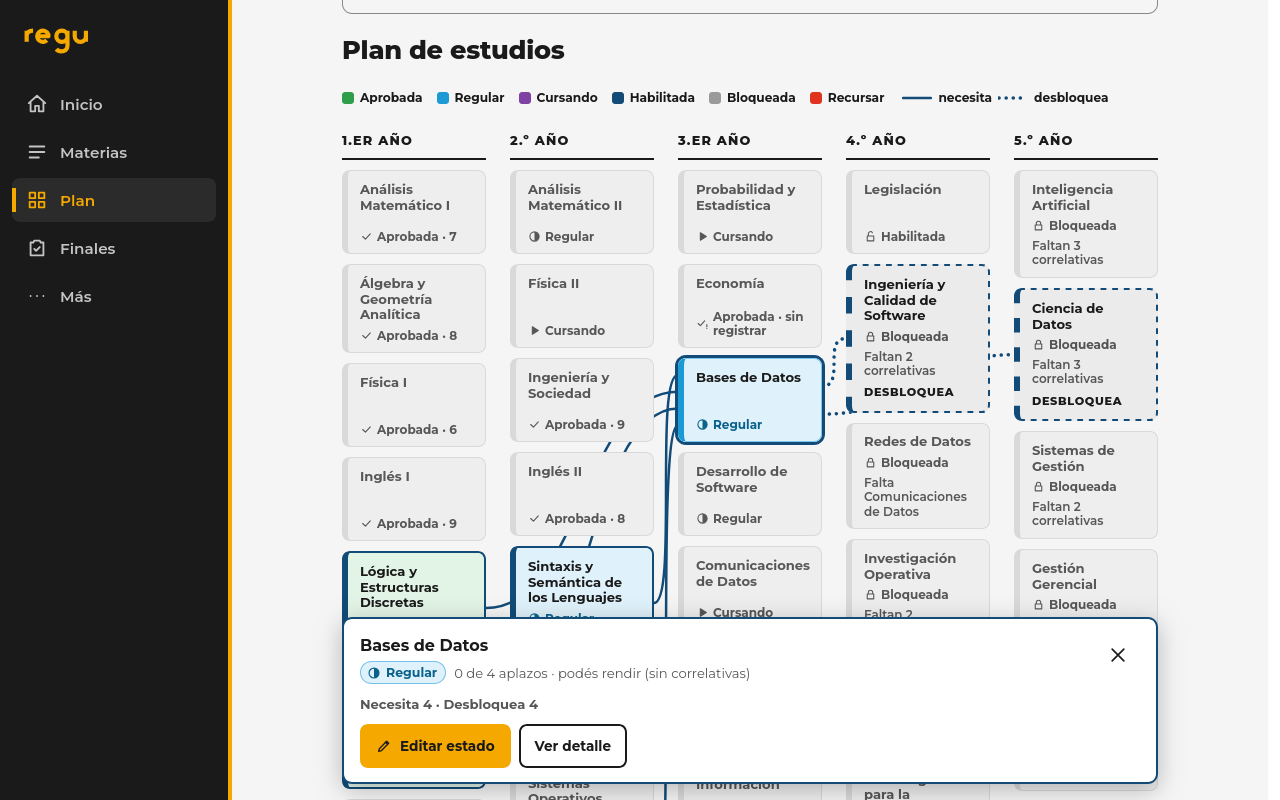 regu
Inicio
Materias
Plan
Finales
Más
Plan de estudios
Aprobada
Regular
Cursando
Habilitada
Bloqueada
Recursar
necesita
desbloquea
1.ER AÑO
2.º AÑO
3.ER AÑO
4.º AÑO
5.º AÑO
Análisis
Matemático I
Aprobada · 7
Álgebra y
Geometría
Analítica
Aprobada · 8
Física I
Aprobada · 6
Inglés I
Aprobada · 9
Lógica y
Estructuras
Discretas
Análisis
Matemático II
Regular
Física II
Cursando
Ingeniería y
Sociedad
Aprobada · 9
Inglés II
Aprobada · 8
Sintaxis y
Semántica de
los Lenguajes
Regular
Sistemas
Operativos
Probabilidad y
Estadística
Cursando
Economía
Aprobada · sin
registrar
Bases de Datos
Regular
Desarrollo de
Software
Regular
Comunicaciones
de Datos
Cursando
información
Legislación
Habilitada
Ingeniería y
Calidad de
Software
Bloqueada
Faltan 2
correlativas
DESBLOQUEA
Redes de Datos
Bloqueada
Falta
Comunicaciones
de Datos
Investigación
Operativa
Bloqueada
Faltan 2
para la
Inteligencia
Artificial
Bloqueada
Faltan 3
correlativas
Ciencia de
Datos
Bloqueada
Faltan 3
correlativas
DESBLOQUEA
Sistemas de
Gestión
Bloqueada
Faltan 2
correlativas
Gestión
Gerencial
Bloqueada
Bases de Datos
Regular
0 de 4 aplazos · podés rendir (sin correlativas)
Necesita 4 · Desbloquea 4
Editar estado
Ver detalle